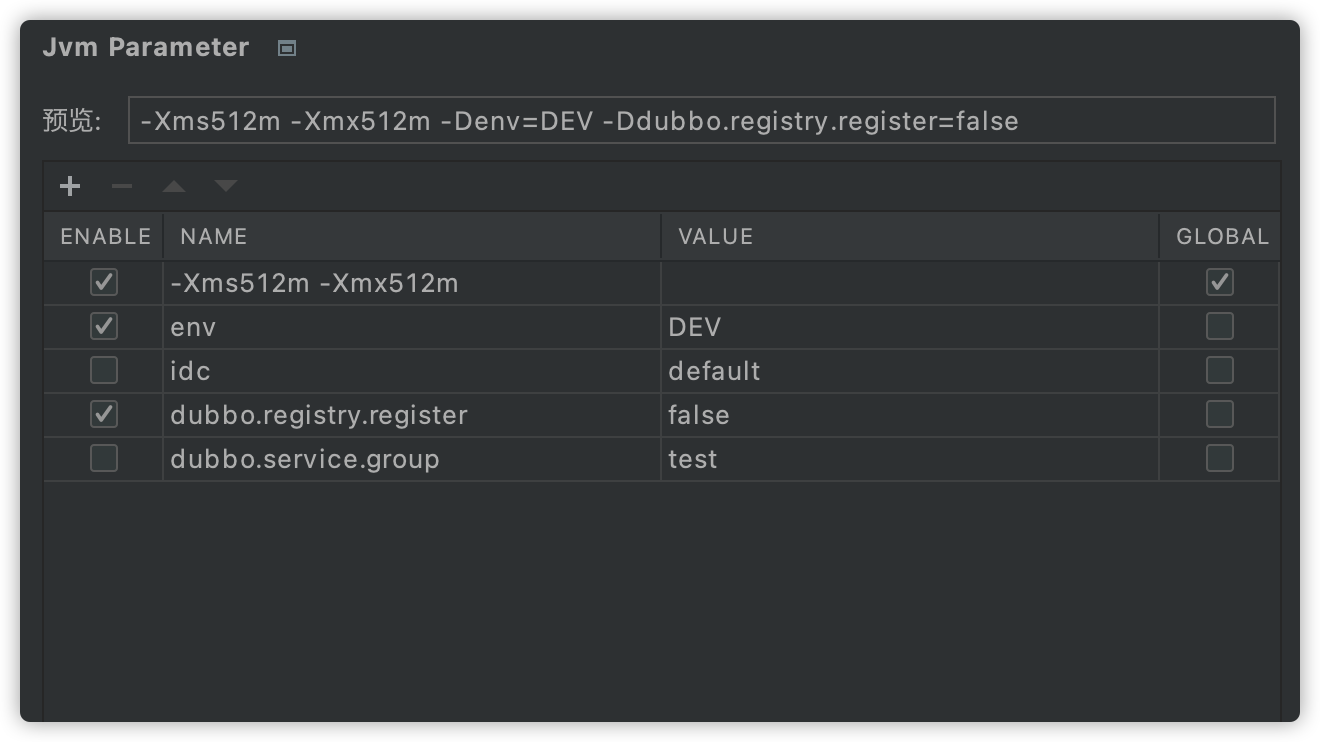 Jvm Parameter
预览: -Xms512m -Xmx512m -Denv=DEV -Ddubbo.registry.register=false
ENABLE NAME VALUE GLOBAL
-Xms512m -Xmx512m
env DEV
idc default
dubbo.registry.register false
dubbo.service.group test